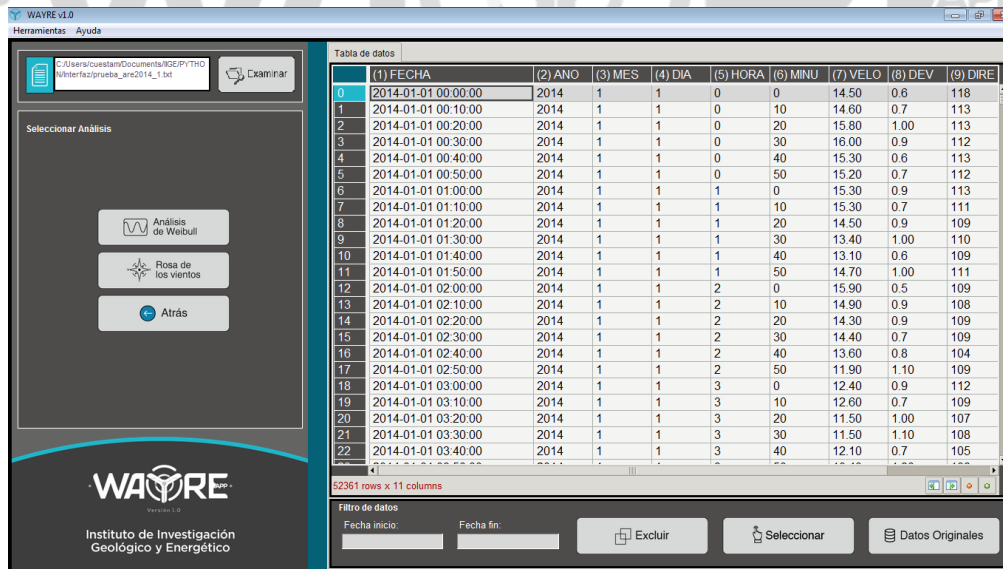 WAYRE v1.0
Herramientas Ayuda
C:/Users/cuestam/Documents/IIGE/PYTHO
N/Interfaz/prueba_are2014_1.txt
Examinar
Seleccionar Análisis
Análisis
de Weibull
Rosa de
los vientos
Atrás
WAYRE
APP
Versión 1.0
Instituto de Investigación
Geológico y Energético
Tabla de datos
(1) FECHA (2) ANO (3) MES (4) DIA (5) HORA (6) MINU (7) VELO (8) DEV (9) DIRE
0 2014-01-01 00:00:00 2014 1 1 0 0 14.50 0.6 118
1 2014-01-01 00:10:00 2014 1 1 0 10 14.60 0.7 113
2 2014-01-01 00:20:00 2014 1 1 0 20 15.80 1.00 113
3 2014-01-01 00:30:00 2014 1 1 0 30 16.00 0.9 112
4 2014-01-01 00:40:00 2014 1 1 0 40 15.30 0.6 113
5 2014-01-01 00:50:00 2014 1 1 0 50 15.20 0.7 112
6 2014-01-01 01:00:00 2014 1 1 1 0 15.30 0.9 113
7 2014-01-01 01:10:00 2014 1 1 1 10 15.30 0.7 111
8 2014-01-01 01:20:00 2014 1 1 1 20 14.50 0.9 109
9 2014-01-01 01:30:00 2014 1 1 1 30 13.40 1.00 110
10 2014-01-01 01:40:00 2014 1 1 1 40 13.10 0.6 109
11 2014-01-01 01:50:00 2014 1 1 1 50 14.70 1.00 111
12 2014-01-01 02:00:00 2014 1 1 2 0 15.90 0.5 109
13 2014-01-01 02:10:00 2014 1 1 2 10 14.90 0.9 108
14 2014-01-01 02:20:00 2014 1 1 2 20 14.30 0.9 109
15 2014-01-01 02:30:00 2014 1 1 2 30 14.40 0.7 109
16 2014-01-01 02:40:00 2014 1 1 2 40 13.60 0.8 104
17 2014-01-01 02:50:00 2014 1 1 2 50 11.90 1.10 109
18 2014-01-01 03:00:00 2014 1 1 3 0 12.40 0.9 112
19 2014-01-01 03:10:00 2014 1 1 3 10 12.60 0.7 109
20 2014-01-01 03:20:00 2014 1 1 3 20 11.50 1.00 107
21 2014-01-01 03:30:00 2014 1 1 3 30 11.50 1.10 108
22 2014-01-01 03:40:00 2014 1 1 3 40 12.10 0.7 105
52361 rows x 11 columns
Filtro de datos
Fecha inicio: Fecha fin:
Excluir
Seleccionar
Datos Originales